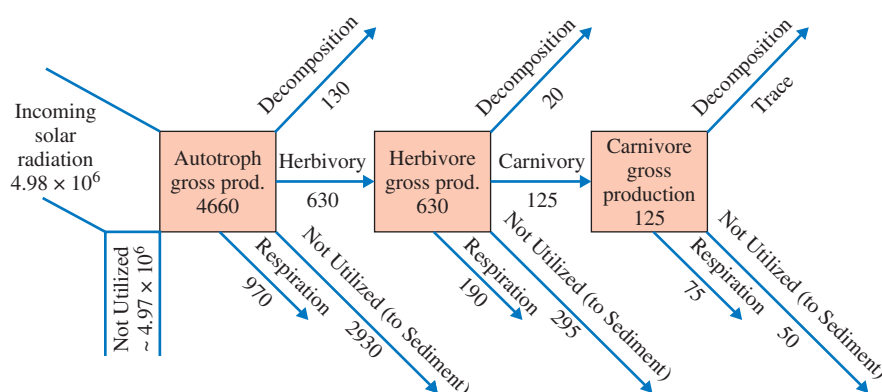 Incoming
solar
radiation
4.98 × 10⁶
Not Utilized
~ 4.97 × 10⁶
Autotroph
gross prod.
4660
Decomposition
130
Herbivory
630
Respiration
970
Not Utilized (to Sediment)
2930
Herbivore
gross prod.
630
Decomposition
20
Carnivory
125
Respiration
190
Not Utilized (to Sediment)
295
Carnivore
gross
production
125
Decomposition
Trace
Respiration
75
Not Utilized (to Sediment)
50